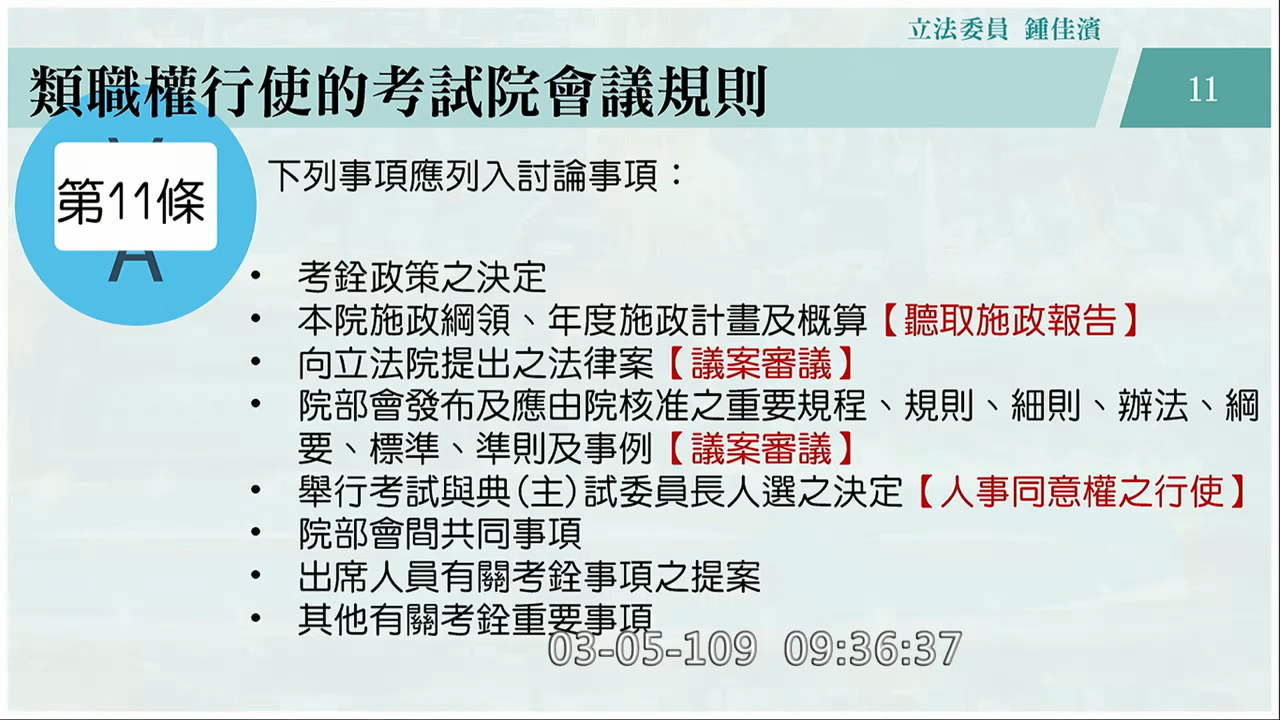 立法委員 鍾佳濱
類職權行使的考試院會議規則
11
第11條
下列事項應列入討論事項：
• 考銓政策之決定
• 本院施政綱領、年度施政計畫及概算【聽取施政報告】
• 向立法院提出之法律案【議案審議】
• 院部會發布及應由院核准之重要規程、規則、細則、辦法、綱
要、標準、準則及事例【議案審議】
• 舉行考試與典(主)試委員長人選之決定【人事同意權之行使】
• 院部會間共同事項
• 出席人員有關考銓事項之提案
• 其他有關考銓重要事項
03-05-109 09:36:37